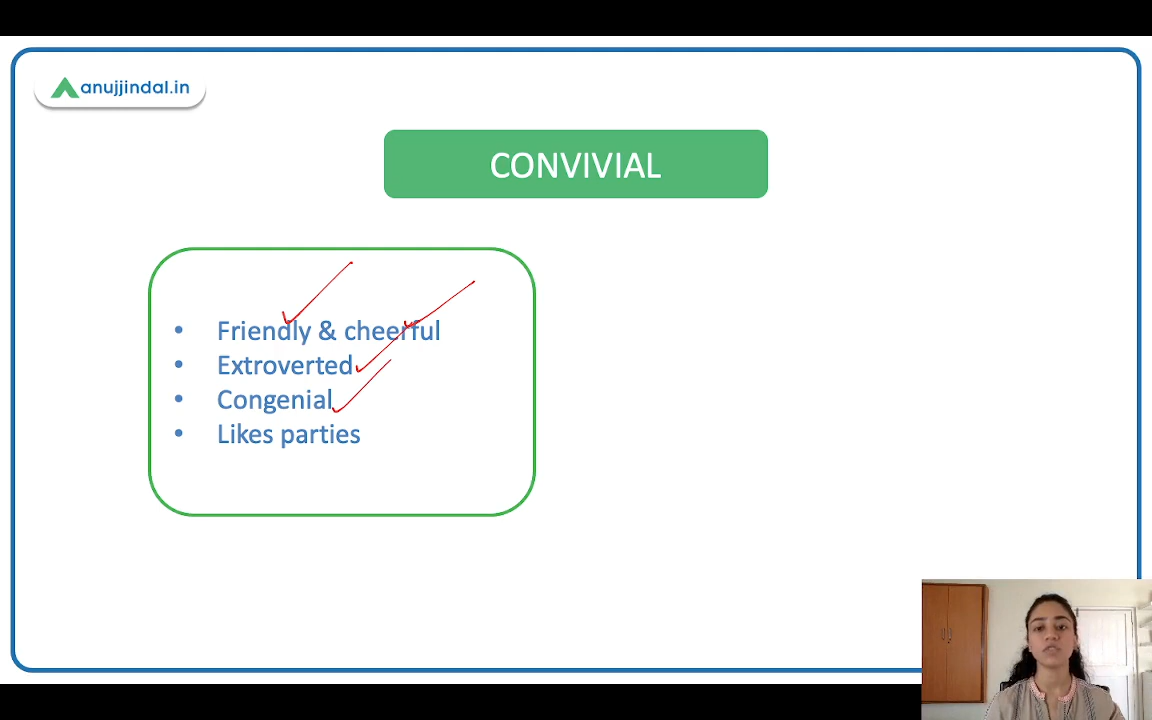 anujjindal.in
CONVIVIAL
• Friendly & cheerful
• Extroverted
• Congenial
• Likes parties